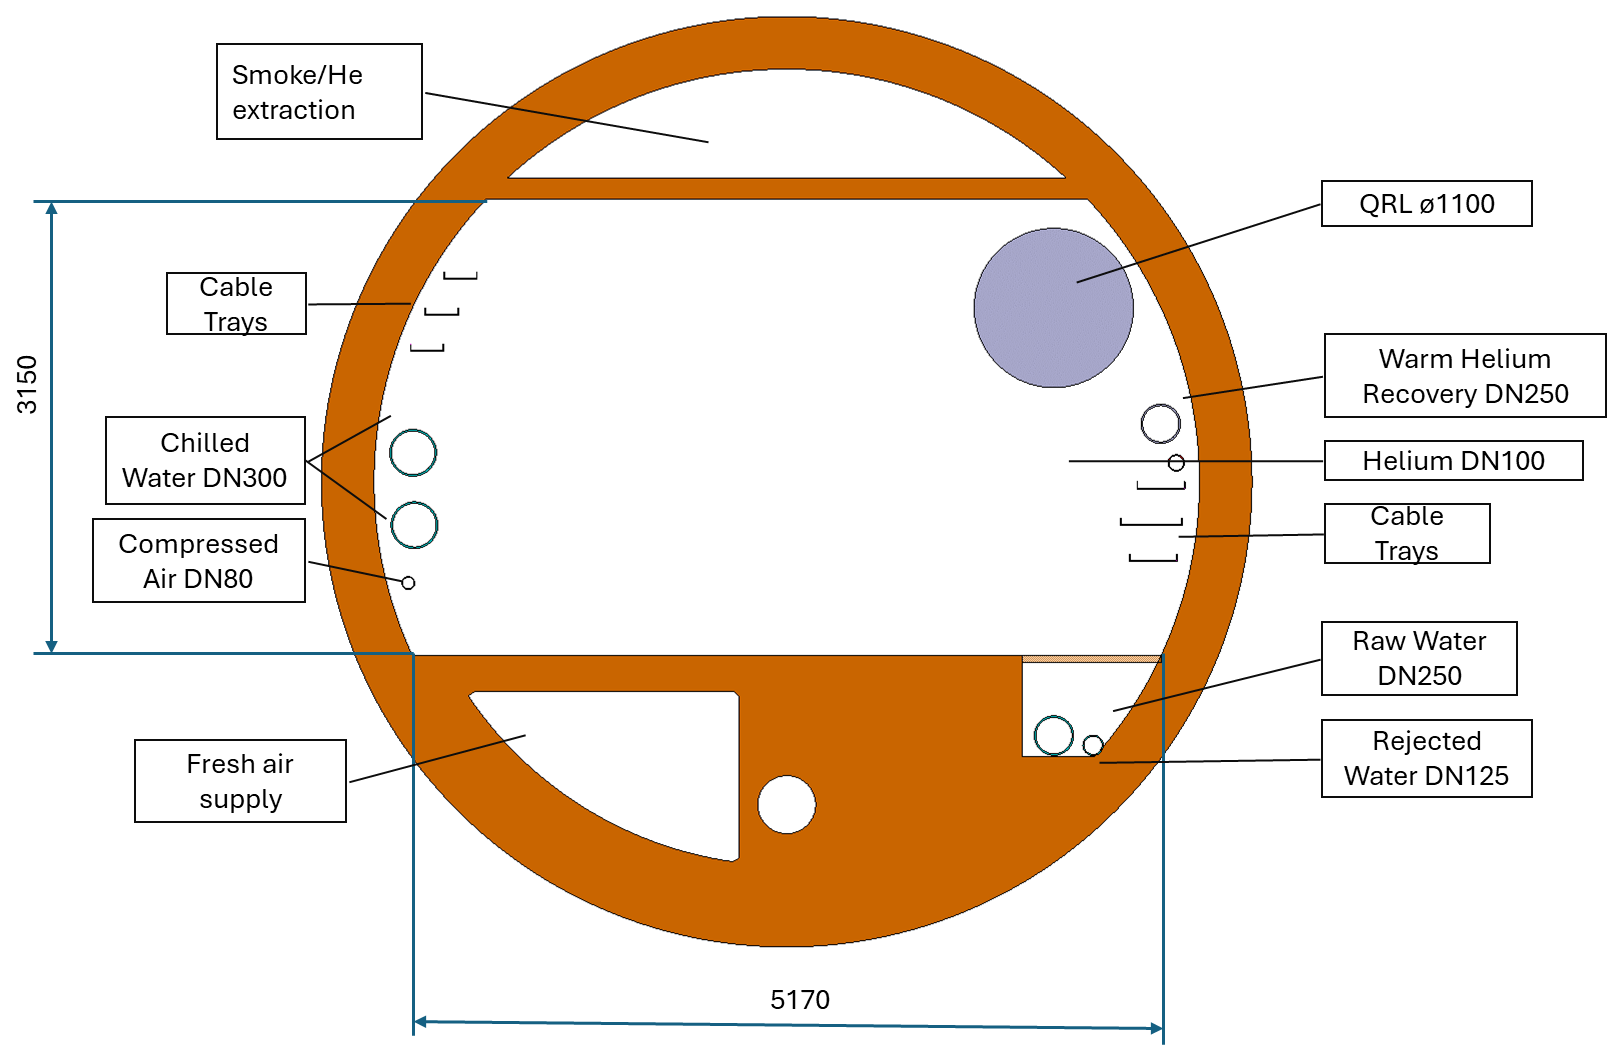 Smoke/He
extraction
QRL ø1100
Cable
Trays
3150
Warm Helium
Recovery DN250
Chilled
Water DN300
Helium DN100
Compressed
Air DN80
Cable
Trays
Raw Water
DN250
Fresh air
supply
Rejected
Water DN125
5170